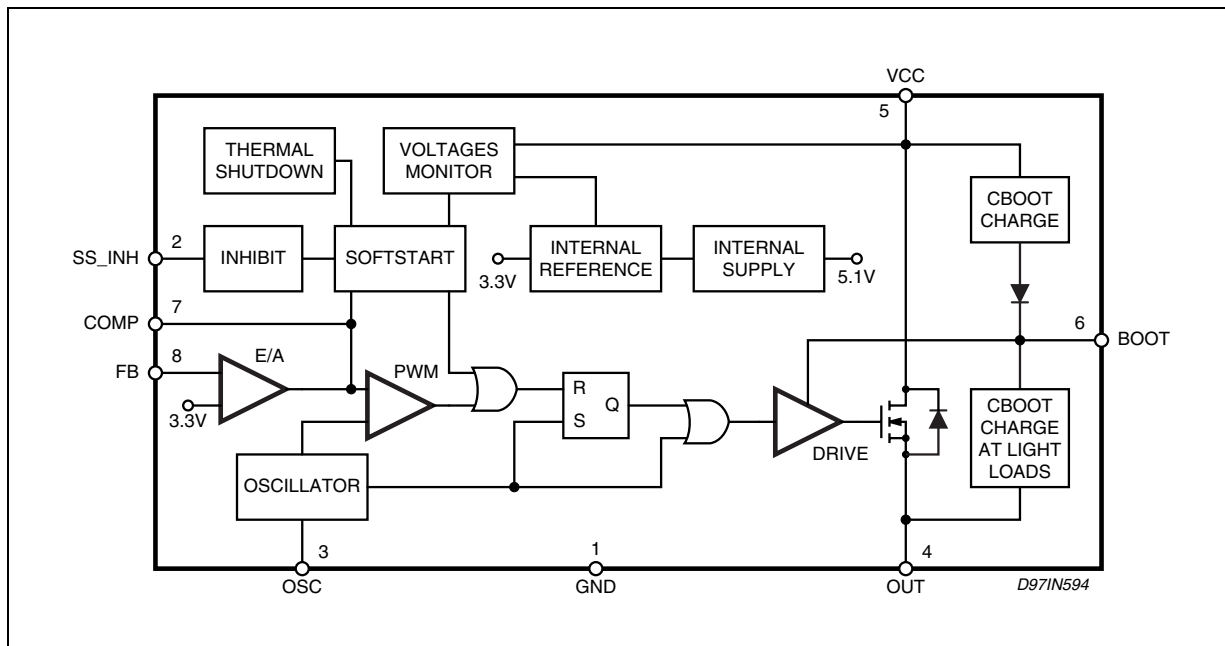 VCC
5
THERMAL
SHUTDOWN
VOLTAGES
MONITOR
CBOOT
CHARGE
2
SS_INH
INHIBIT
SOFTSTART
3.3V
INTERNAL
REFERENCE
INTERNAL
SUPPLY
5.1V
7
COMP
6
BOOT
8
FB
E/A
3.3V
PWM
R
S
Q
DRIVE
CBOOT
CHARGE
AT LIGHT
LOADS
OSCILLATOR
3
OSC
1
GND
4
OUT
D97IN594